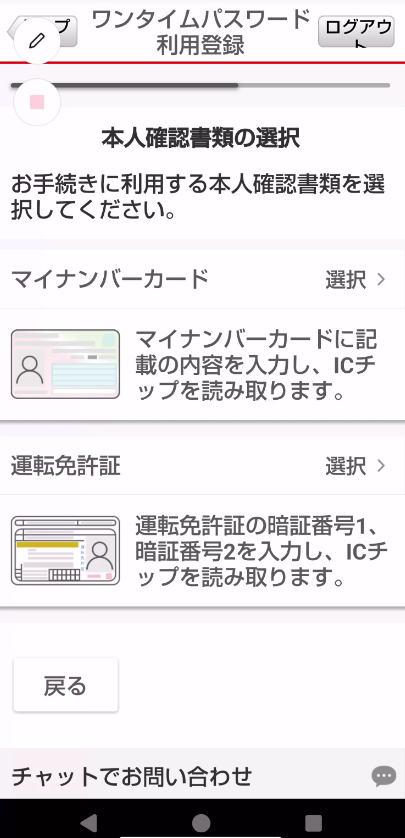 ワンタイムパスワード
利用登録
ログアウ
ト
本人確認書類の選択
お手続きに利用する本人確認書類を選
択してください。
マイナンバーカード 選択
マイナンバーカードに記
載の内容を入力し、ICチ
ップを読み取ります。
運転免許証 選択
運転免許証の暗証番号1、
暗証番号2を入力し、ICチ
ップを読み取ります。
戻る
チャットでお問い合わせ